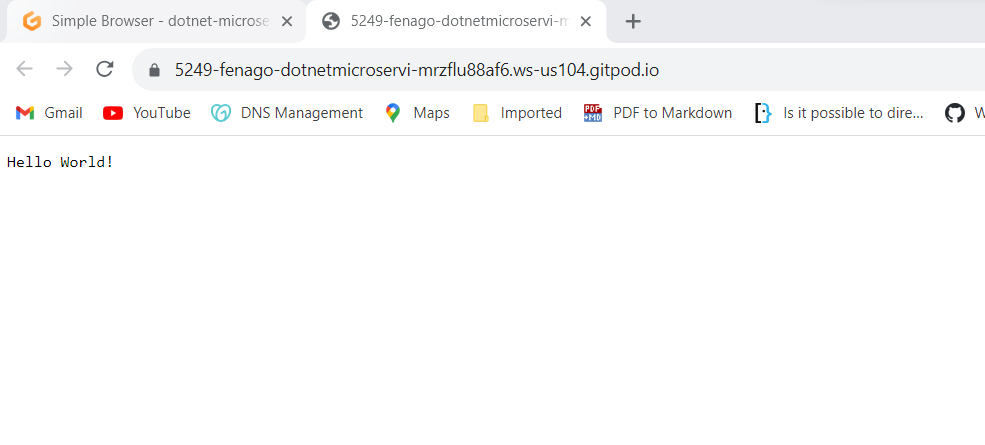 Simple Browser - dotnet-microse
5249-fenago-dotnetmicroservi-m
5249-fenago-dotnetmicroservi-mrzflu88af6.ws-us104.gitpod.io
Gmail YouTube DNS Management Maps Imported PDF to Markdown Is it possible to dire... W
Hello World!